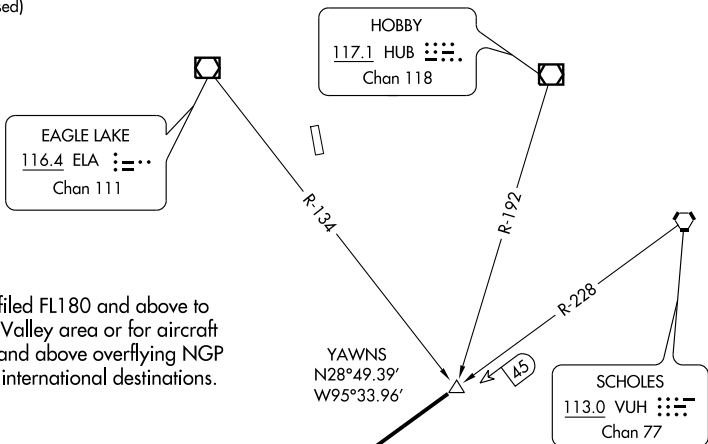 sed)
HOBBY
117.1 HUB
Chan 118
EAGLE LAKE
116.4 ELA
Chan 111
R-134
R-192
R-228
filed FL180 and above to
Valley area or for aircraft
and above overflying NGP
international destinations.
YAWNS
N28°49.39'
W95°33.96'
45
SCHOLES
113.0 VUH
Chan 77